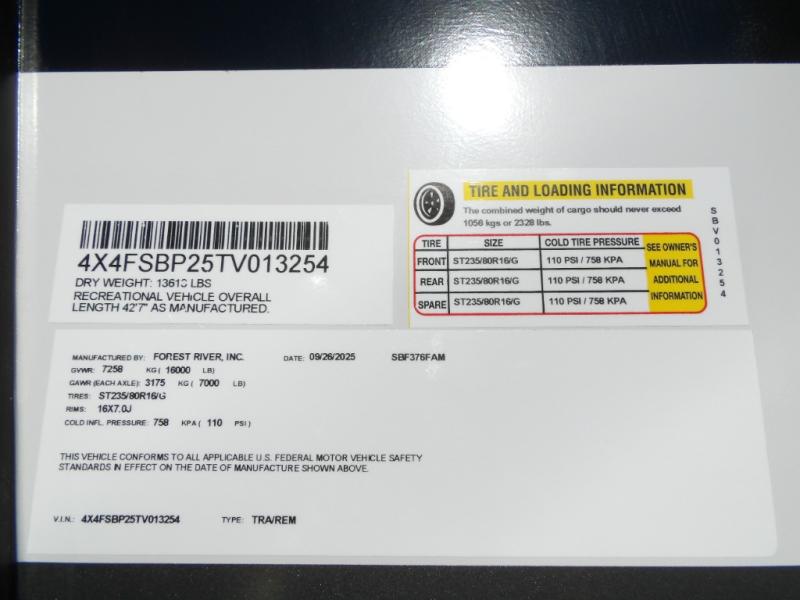 4X4FSBP25TV013254
DRY WEIGHT: LBS
RECREATIONAL VEHICLE OVERALL
LENGTH 42'7" AS MANUFACTURED.
TIRE AND LOADING INFORMATION
The combined weight of cargo should never exceed
1056 kgs or 2328 lbs.
TIRE SIZE COLD TIRE PRESSURE
FRONT ST235/80R16/G 110 PSI / 758 KPA
REAR ST235/80R16/G 110 PSI / 758 KPA
SPARE ST235/80R16/G 110 PSI / 758 KPA
SEE OWNER'S
MANUAL FOR
ADDITIONAL
INFORMATION
SBV013254
MANUFACTURED BY: FOREST RIVER, INC. DATE: 09/26/2025 SBF376FAM
GVWR: 7258 KG ( 16000 LB)
GAWR (EACH AXLE): 3175 KG ( 7000 LB)
TIRES: ST235/80R16/G
RIMS: 16X7.0J
COLD INFL. PRESSURE: 758 KPA ( 110 PSI )
THIS VEHICLE CONFORMS TO ALL APPLICABLE U.S. FEDERAL MOTOR VEHICLE SAFETY
STANDARDS IN EFFECT ON THE DATE OF MANUFACTURE SHOWN ABOVE.
V.I.N.: 4X4FSBP25TV013254 TYPE: TRA/REM